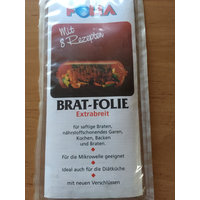 Mit
8 Rezepten
BRAT-FOLIE
Extrabreit
für saftige Braten,
nährstoffschonendes Garen,
Kochen, Backen
und Braten.
Für die Mikrowelle geeignet
Ideal auch für die Diätküche
mit neuen Verschlüssen